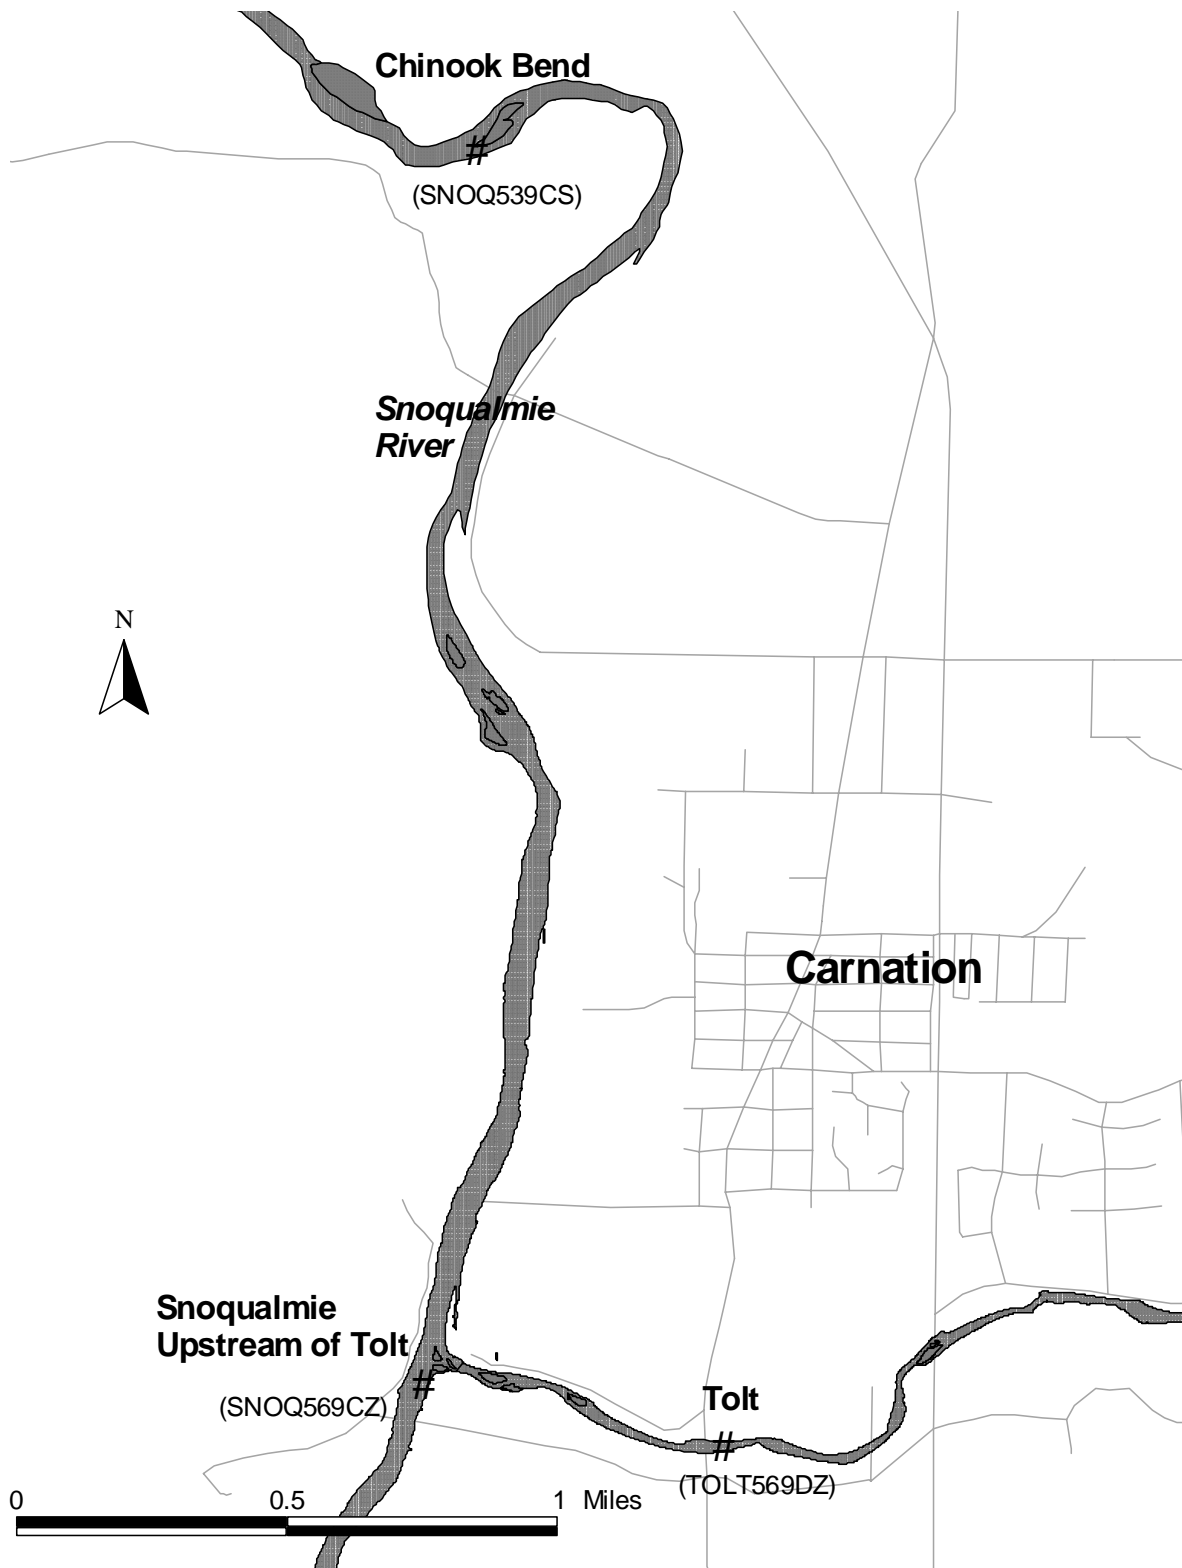 Chinook Bend
#
(SNOQ539CS)
Snoqualmie
River
N
Carnation
Snoqualmie
Upstream of Tolt
#
(SNOQ569CZ)
Tolt
#
(TOLT569DZ)
0 0.5 1 Miles